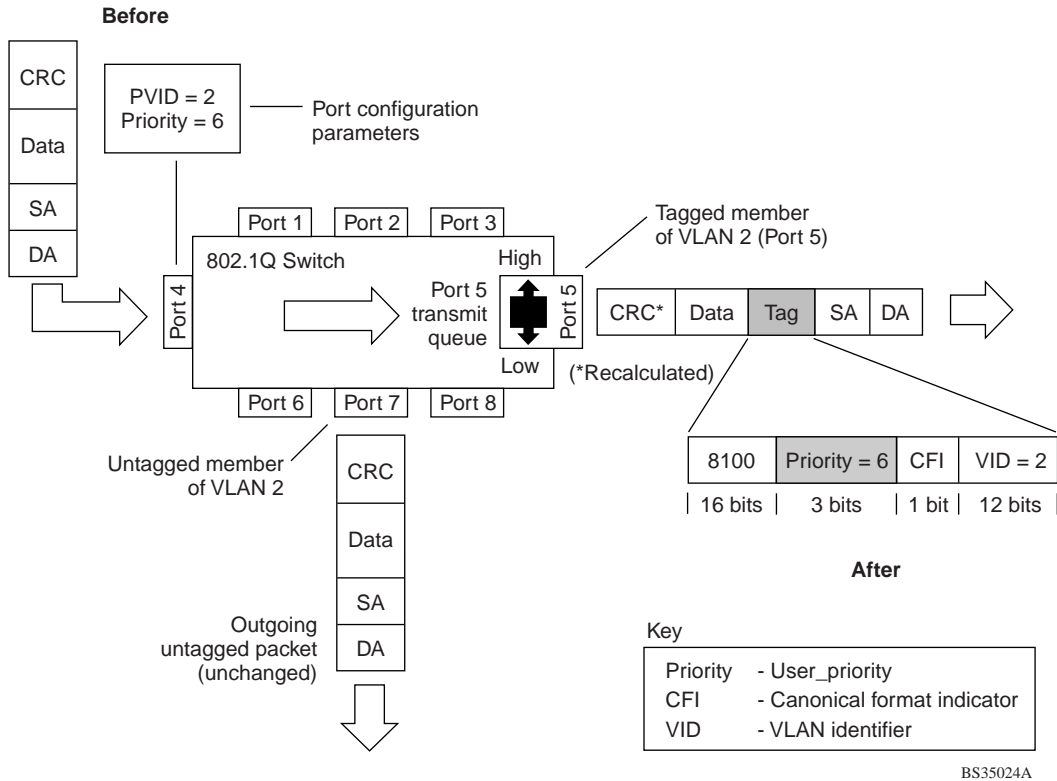 Before
CRC
Data
SA
DA
PVID = 2
Priority = 6
Port configuration
parameters
Port 1
Port 2
Port 3
802.1Q Switch
Port 4
High
Port 5
transmit
queue
Low
Port 5
Tagged member
of VLAN 2 (Port 5)
CRC*
Data
Tag
SA
DA
(*Recalculated)
Port 6
Port 7
Port 8
Untagged member
of VLAN 2
8100
Priority = 6
CFI
VID = 2
16 bits
3 bits
1 bit
12 bits
After
CRC
Data
SA
DA
Outgoing
untagged packet
(unchanged)
Key
Priority - User_priority
CFI - Canonical format indicator
VID - VLAN identifier
BS35024A